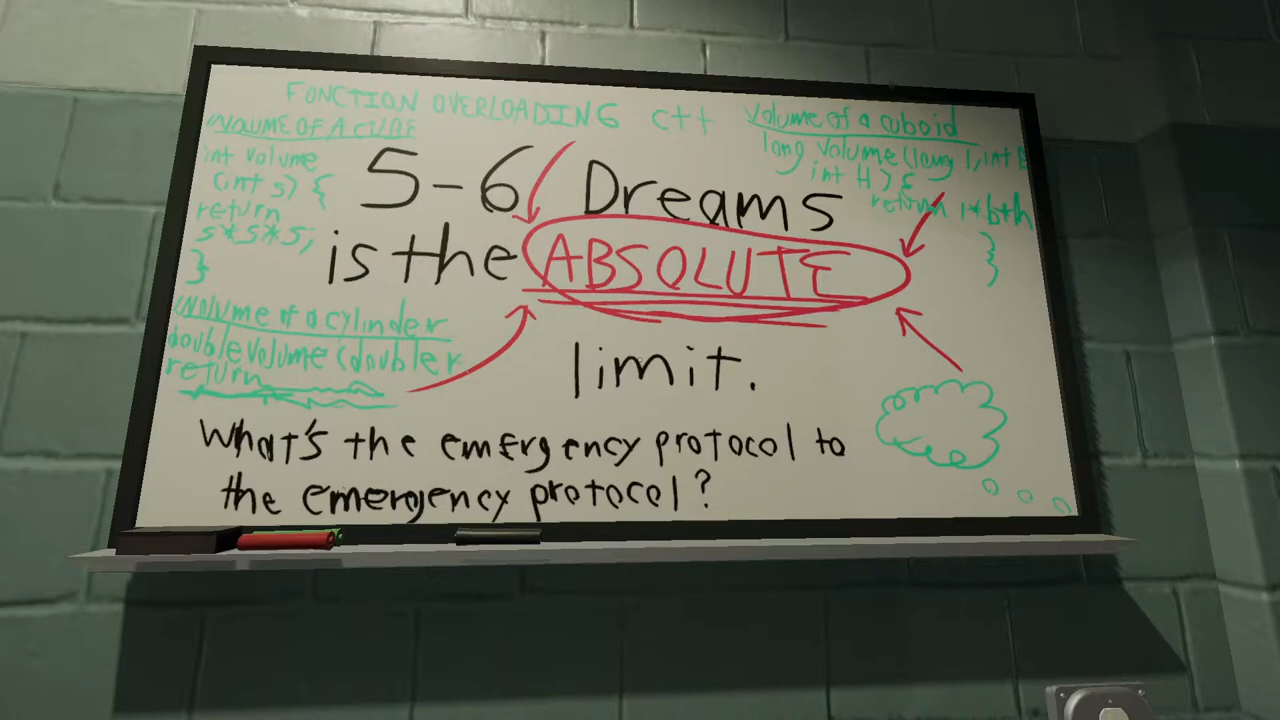 FUNCTION OVERLOADING C++
VOLUME OF A CUBE
int volume
(int s) {
return
s*s*s;
}
Volume of a cuboid
long volume (long l, int B
int H) {
return l*b*h
}
}
5-6 Dreams
is the ABSOLUTE
limit.
Volume of a cylinder
double volume (double r
return
What's the emergency protocol to
the emergency protocol?